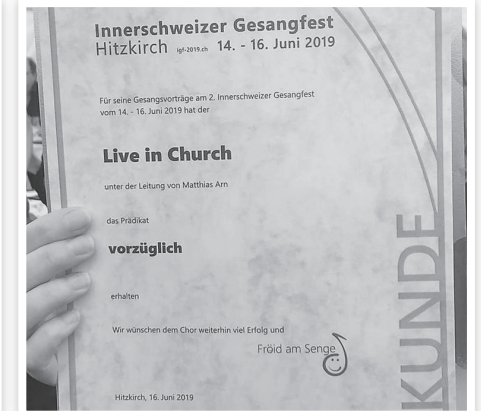 Innerschweizer Gesangfest
Hitzkirch igf-2019.ch 14. - 16. Juni 2019
Für seine Gesangsvorträge am 2. Innerschweizer Gesangfest
vom 14. - 16. Juni 2019 hat der
Live in Church
unter der Leitung von Matthias Arn
das Prädikat
vorzüglich
erhalten
Wir wünschen dem Chor weiterhin viel Erfolg und
Fröid am Senge
Hitzkirch, 16. Juni 2019
KUNDE